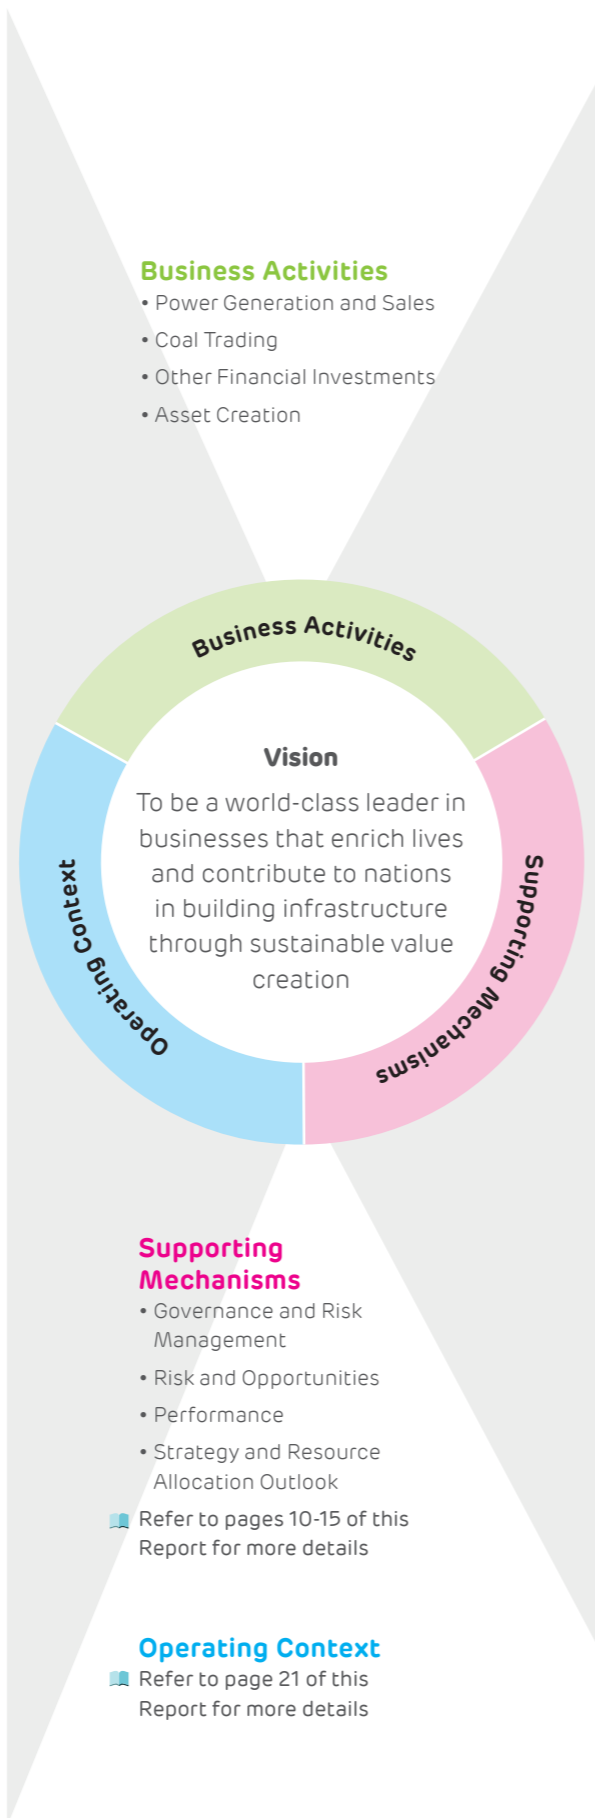 Business Activities
• Power Generation and Sales
• Coal Trading
• Other Financial Investments
• Asset Creation
Business Activities
Vision
To be a world-class leader in
businesses that enrich lives
and contribute to nations
in building infrastructure
through sustainable value
creation
Operating Context
Supporting Mechanisms
Supporting
Mechanisms
• Governance and Risk
Management
• Risk and Opportunities
• Performance
• Strategy and Resource
Allocation Outlook
Refer to pages 10-15 of this
Report for more details
Operating Context
Refer to page 21 of this
Report for more details